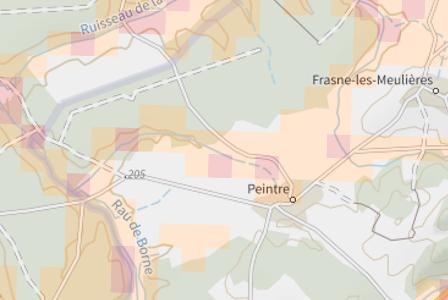 Ruisseau de la
Frasne-les-Meulières
205
Peintre
Rau de Borne